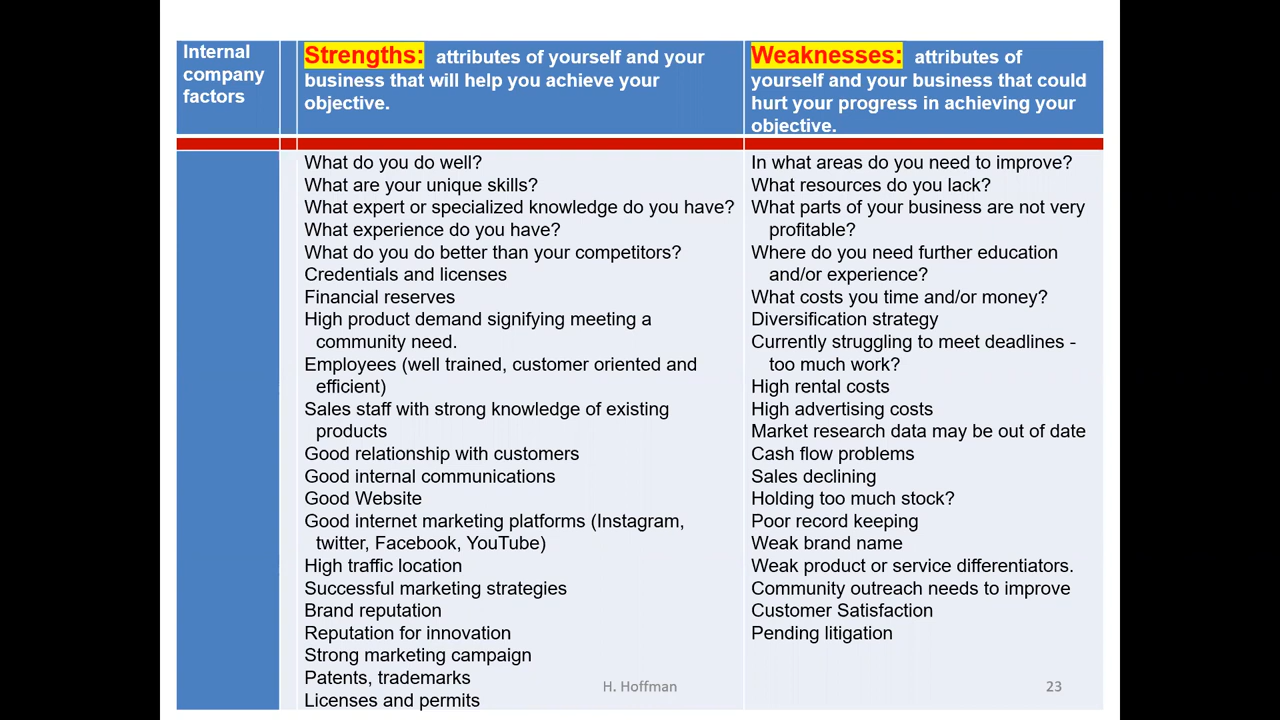 Internal
company
factors
Strengths: attributes of yourself and your
business that will help you achieve your
objective.
Weaknesses: attributes of
yourself and your business that could
hurt your progress in achieving your
objective.
What do you do well?
What are your unique skills?
What expert or specialized knowledge do you have?
What experience do you have?
What do you do better than your competitors?
Credentials and licenses
Financial reserves
High product demand signifying meeting a
community need.
Employees (well trained, customer oriented and
efficient)
Sales staff with strong knowledge of existing
products
Good relationship with customers
Good internal communications
Good Website
Good internet marketing platforms (Instagram,
twitter, Facebook, YouTube)
High traffic location
Successful marketing strategies
Brand reputation
Reputation for innovation
Strong marketing campaign
Patents, trademarks
Licenses and permits
In what areas do you need to improve?
What resources do you lack?
What parts of your business are not very
profitable?
Where do you need further education
and/or experience?
What costs you time and/or money?
Diversification strategy
Currently struggling to meet deadlines -
too much work?
High rental costs
High advertising costs
Market research data may be out of date
Cash flow problems
Sales declining
Holding too much stock?
Poor record keeping
Weak brand name
Weak product or service differentiators.
Community outreach needs to improve
Customer Satisfaction
Pending litigation
H. Hoffman
23